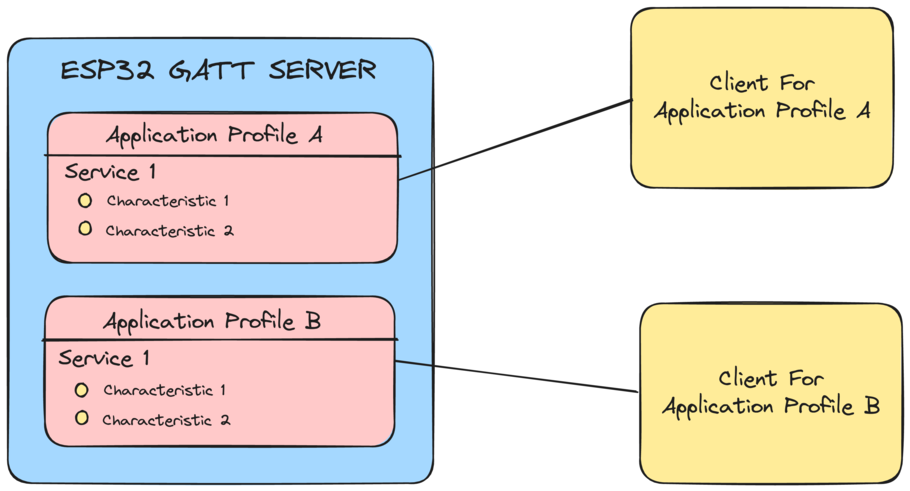 ESP32 GATT SERVER
Application Profile A
Service 1
Characteristic 1
Characteristic 2
Application Profile B
Service 1
Characteristic 1
Characteristic 2
Client For
Application Profile A
Client For
Application Profile B